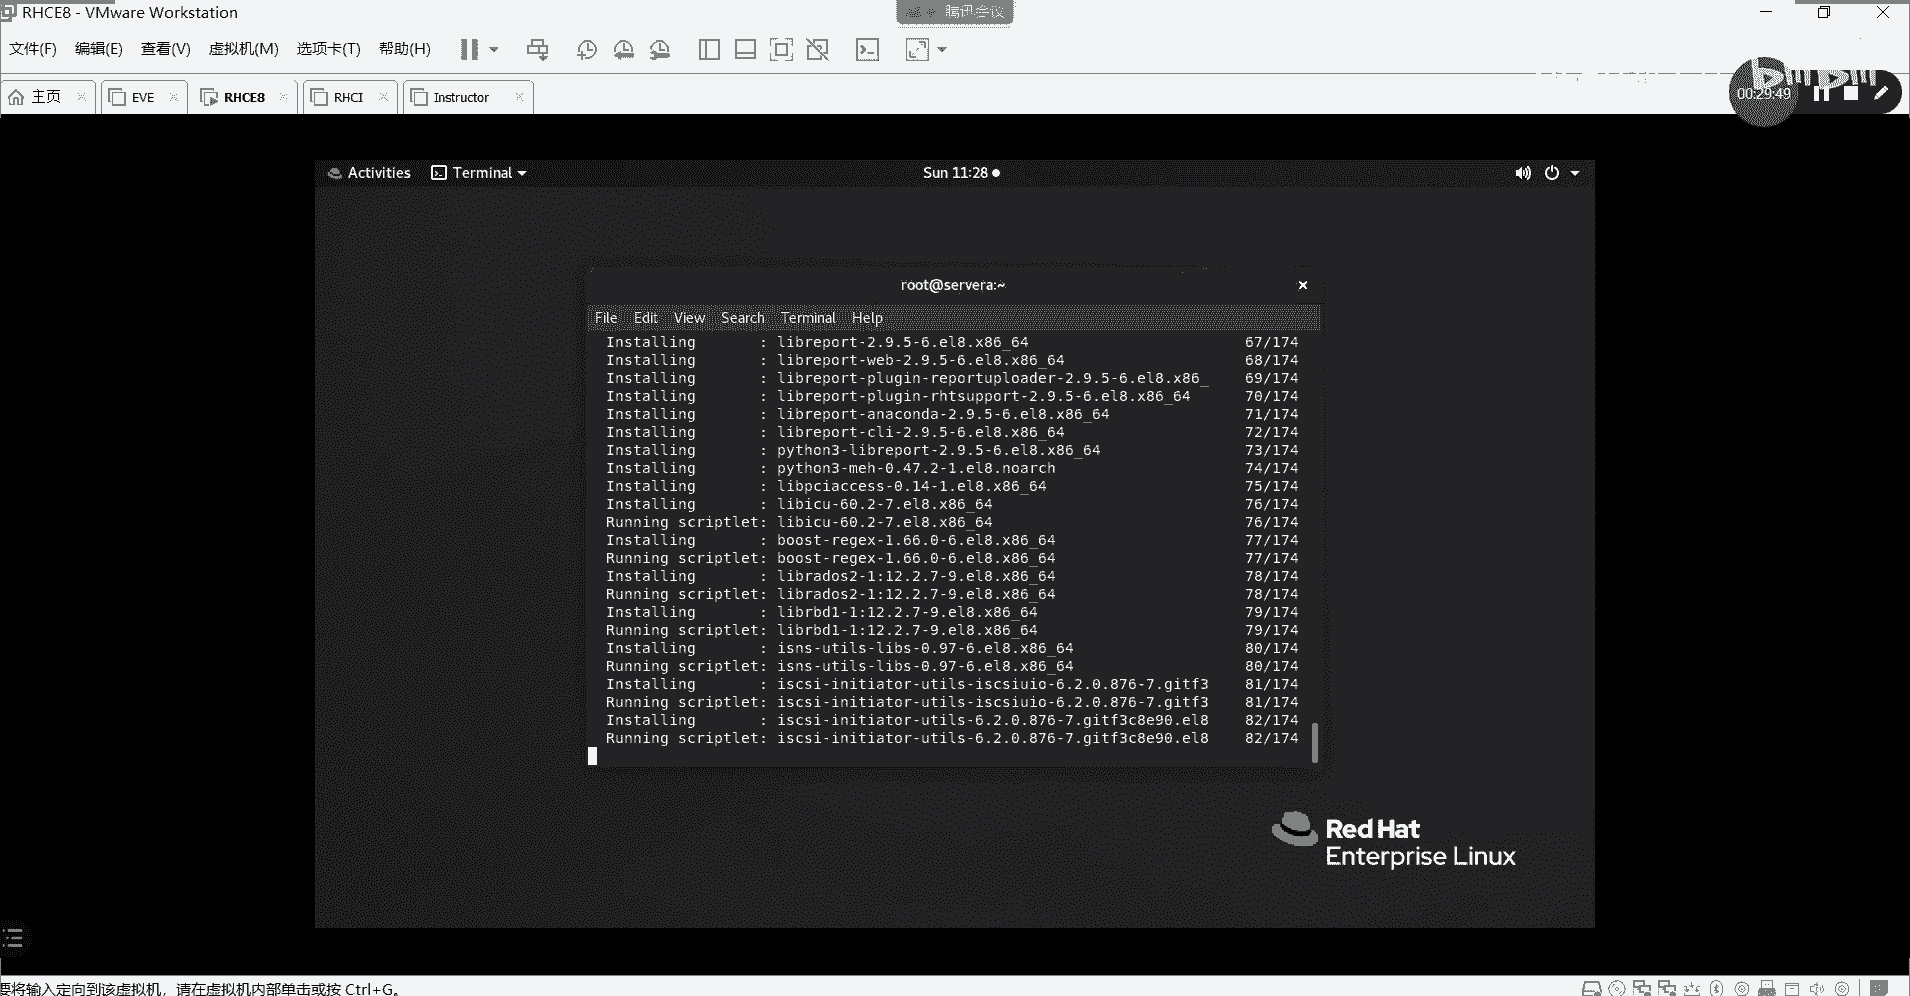 RHCE8 - VMware Workstation
腾讯会议
文件(F) 编辑(E) 查看(V) 虚拟机(M) 选项卡(T) 帮助(H)
主页 EVE RHCE8 RHCI Instructor
bilibili
00:29:49
Activities Terminal Sun 11:28
root@servera:~
File Edit View Search Terminal Help
Installing : libreport-2.9.5-6.el8.x86_64 67/174
Installing : libreport-web-2.9.5-6.el8.x86_64 68/174
Installing : libreport-plugin-reportuploader-2.9.5-6.el8.x86_ 69/174
Installing : libreport-plugin-rhtsupport-2.9.5-6.el8.x86_64 70/174
Installing : libreport-anaconda-2.9.5-6.el8.x86_64 71/174
Installing : libreport-cli-2.9.5-6.el8.x86_64 72/174
Installing : python3-libreport-2.9.5-6.el8.x86_64 73/174
Installing : python3-meh-0.47.2-1.el8.noarch 74/174
Installing : libpciaccess-0.14-1.el8.x86_64 75/174
Installing : libicu-60.2-7.el8.x86_64 76/174
Running scriptlet: libicu-60.2-7.el8.x86_64 76/174
Installing : boost-regex-1.66.0-6.el8.x86_64 77/174
Running scriptlet: boost-regex-1.66.0-6.el8.x86_64 77/174
Installing : librados2-1:12.2.7-9.el8.x86_64 78/174
Running scriptlet: librados2-1:12.2.7-9.el8.x86_64 78/174
Installing : librbd1-1:12.2.7-9.el8.x86_64 79/174
Running scriptlet: librbd1-1:12.2.7-9.el8.x86_64 79/174
Installing : isns-utils-libs-0.97-6.el8.x86_64 80/174
Running scriptlet: isns-utils-libs-0.97-6.el8.x86_64 80/174
Installing : iscsi-initiator-utils-iscsiuio-6.2.0.876-7.gitf3 81/174
Running scriptlet: iscsi-initiator-utils-iscsiuio-6.2.0.876-7.gitf3 81/174
Installing : iscsi-initiator-utils-6.2.0.876-7.gitf3c8e90.el8 82/174
Running scriptlet: iscsi-initiator-utils-6.2.0.876-7.gitf3c8e90.el8 82/174
Red Hat
Enterprise Linux
要将输入定向到该虚拟机，请在虚拟机内部单击或按 Ctrl+G。